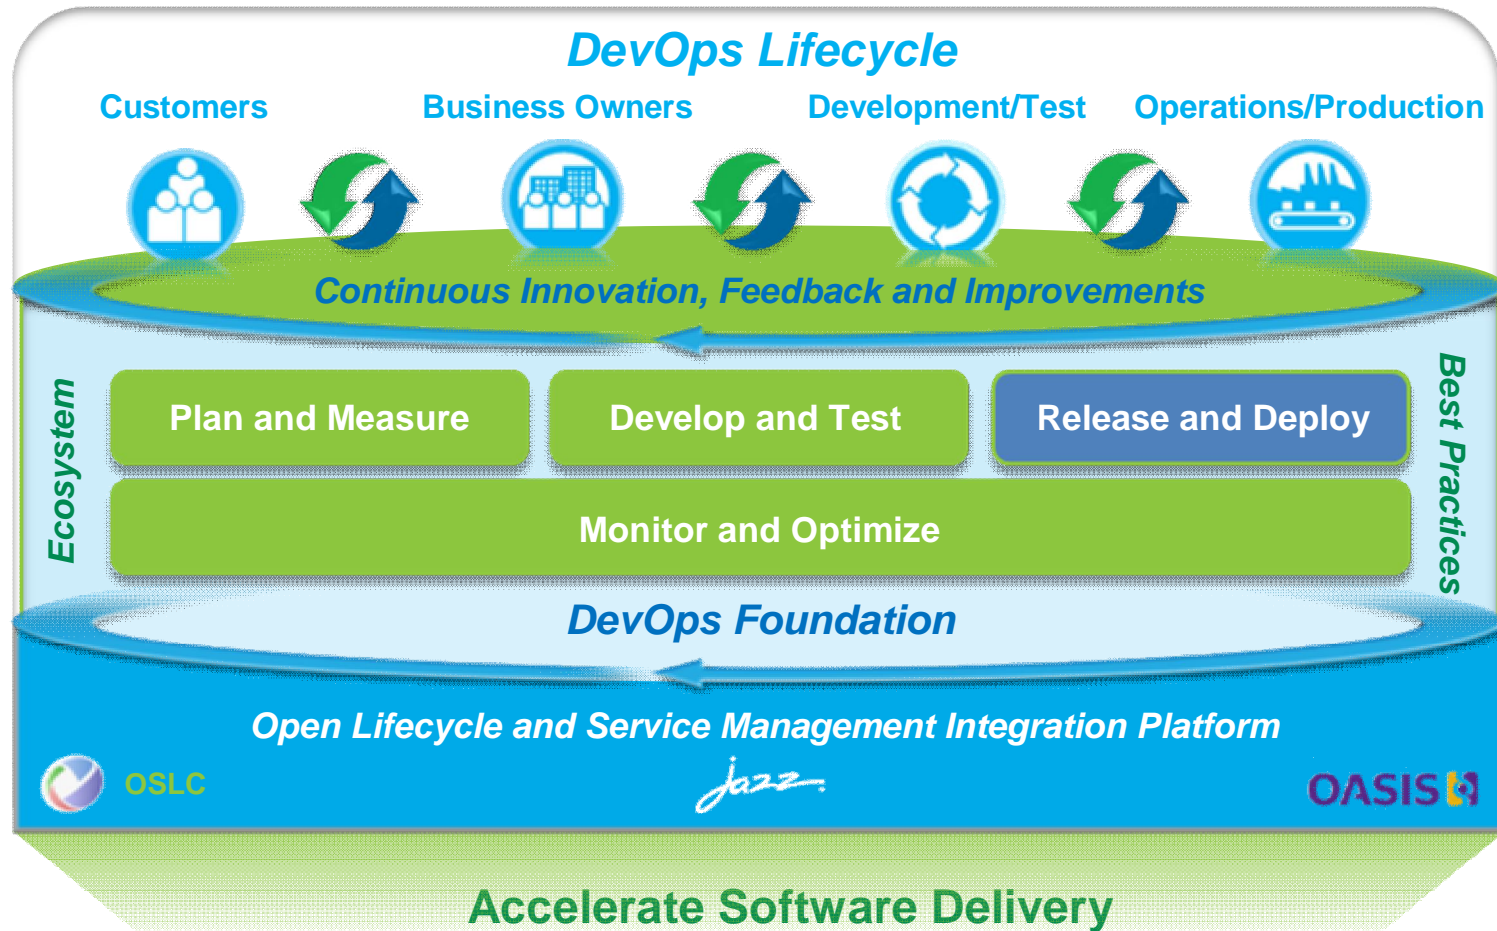 DevOps Lifecycle
Customers
Business Owners
Development/Test
Operations/Production
Continuous Innovation, Feedback and Improvements
Ecosystem
Plan and Measure
Develop and Test
Release and Deploy
Best Practices
Monitor and Optimize
DevOps Foundation
Open Lifecycle and Service Management Integration Platform
OSLC
jazz
OASIS
Accelerate Software Delivery